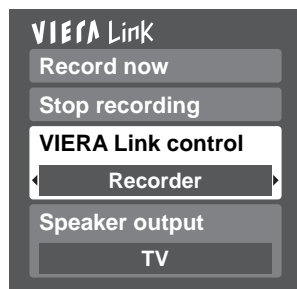 VIERA Link
Record now
Stop recording
VIERA Link control
Recorder
Speaker output
TV